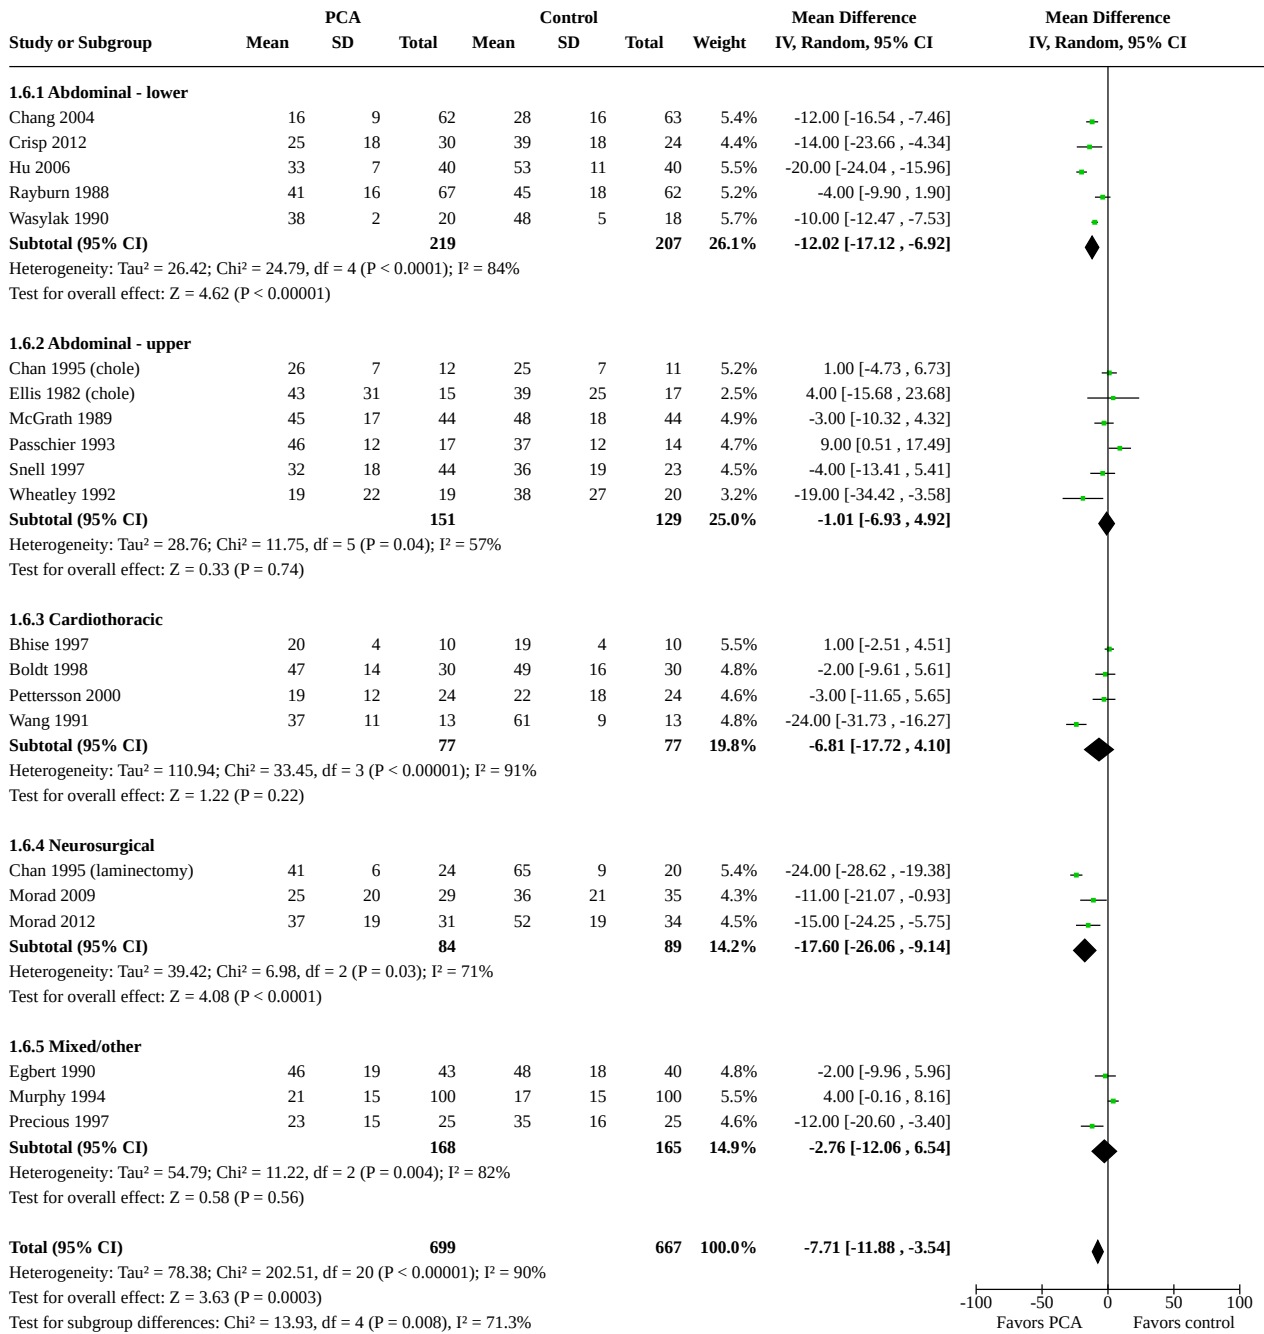 PCA Control Mean Difference Mean Difference
Study or Subgroup Mean SD Total Mean SD Total Weight IV, Random, 95% CI IV, Random, 95% CI
1.6.1 Abdominal - lower
Chang 2004 16 9 62 28 16 63 5.4% -12.00 [-16.54 , -7.46]
Crisp 2012 25 18 30 39 18 24 4.4% -14.00 [-23.66 , -4.34]
Hu 2006 33 7 40 53 11 40 5.5% -20.00 [-24.04 , -15.96]
Rayburn 1988 41 16 67 45 18 62 5.2% -4.00 [-9.90 , 1.90]
Wasylak 1990 38 2 20 48 5 18 5.7% -10.00 [-12.47 , -7.53]
Subtotal (95% CI) 219 207 26.1% -12.02 [-17.12 , -6.92]
Heterogeneity: Tau² = 26.42; Chi² = 24.79, df = 4 (P < 0.0001); I² = 84%
Test for overall effect: Z = 4.62 (P < 0.00001)
1.6.2 Abdominal - upper
Chan 1995 (chole) 26 7 12 25 7 11 5.2% 1.00 [-4.73 , 6.73]
Ellis 1982 (chole) 43 31 15 39 25 17 2.5% 4.00 [-15.68 , 23.68]
McGrath 1989 45 17 44 48 18 44 4.9% -3.00 [-10.32 , 4.32]
Passchier 1993 46 12 17 37 12 14 4.7% 9.00 [0.51 , 17.49]
Snell 1997 32 18 44 36 19 23 4.5% -4.00 [-13.41 , 5.41]
Wheatley 1992 19 22 19 38 27 20 3.2% -19.00 [-34.42 , -3.58]
Subtotal (95% CI) 151 129 25.0% -1.01 [-6.93 , 4.92]
Heterogeneity: Tau² = 28.76; Chi² = 11.75, df = 5 (P = 0.04); I² = 57%
Test for overall effect: Z = 0.33 (P = 0.74)
1.6.3 Cardiothoracic
Bhise 1997 20 4 10 19 4 10 5.5% 1.00 [-2.51 , 4.51]
Boldt 1998 47 14 30 49 16 30 4.8% -2.00 [-9.61 , 5.61]
Pettersson 2000 19 12 24 22 18 24 4.6% -3.00 [-11.65 , 5.65]
Wang 1991 37 11 13 61 9 13 4.8% -24.00 [-31.73 , -16.27]
Subtotal (95% CI) 77 77 19.8% -6.81 [-17.72 , 4.10]
Heterogeneity: Tau² = 110.94; Chi² = 33.45, df = 3 (P < 0.00001); I² = 91%
Test for overall effect: Z = 1.22 (P = 0.22)
1.6.4 Neurosurgical
Chan 1995 (laminectomy) 41 6 24 65 9 20 5.4% -24.00 [-28.62 , -19.38]
Morad 2009 25 20 29 36 21 35 4.3% -11.00 [-21.07 , -0.93]
Morad 2012 37 19 31 52 19 34 4.5% -15.00 [-24.25 , -5.75]
Subtotal (95% CI) 84 89 14.2% -17.60 [-26.06 , -9.14]
Heterogeneity: Tau² = 39.42; Chi² = 6.98, df = 2 (P = 0.03); I² = 71%
Test for overall effect: Z = 4.08 (P < 0.0001)
1.6.5 Mixed/other
Egbert 1990 46 19 43 48 18 40 4.8% -2.00 [-9.96 , 5.96]
Murphy 1994 21 15 100 17 15 100 5.5% 4.00 [-0.16 , 8.16]
Precious 1997 23 15 25 35 16 25 4.6% -12.00 [-20.60 , -3.40]
Subtotal (95% CI) 168 165 14.9% -2.76 [-12.06 , 6.54]
Heterogeneity: Tau² = 54.79; Chi² = 11.22, df = 2 (P = 0.004); I² = 82%
Test for overall effect: Z = 0.58 (P = 0.56)
Total (95% CI) 699 667 100.0% -7.71 [-11.88 , -3.54]
Heterogeneity: Tau² = 78.38; Chi² = 202.51, df = 20 (P < 0.00001); I² = 90%
Test for overall effect: Z = 3.63 (P = 0.0003) -100 -50 0 50 100
Test for subgroup differences: Chi² = 13.93, df = 4 (P = 0.008), I² = 71.3% Favors PCA Favors control